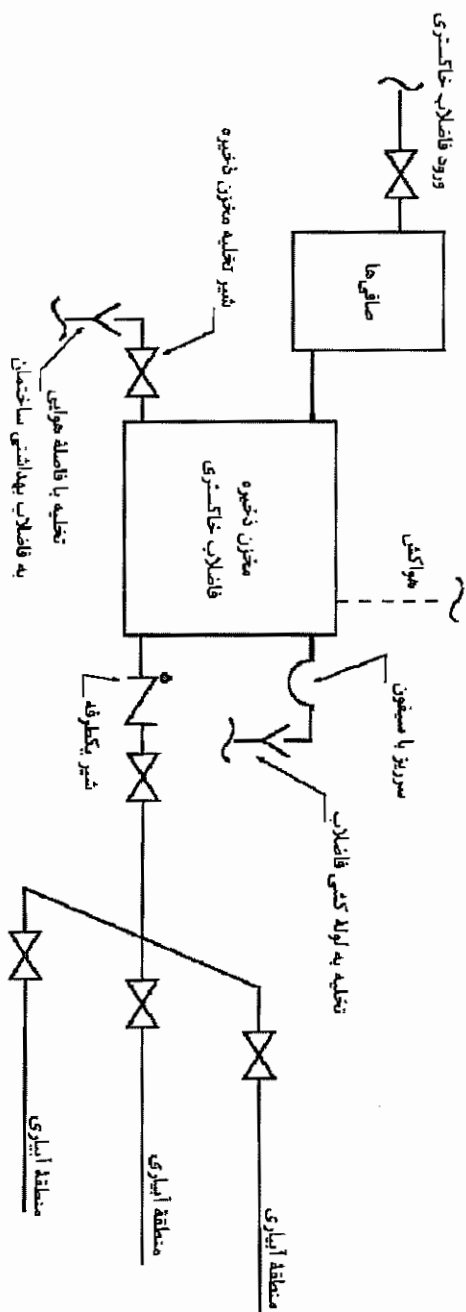 ورود فاضلاب خاکستری
صافی‌ها
شیر تخلیه مخزن ذخیره
تخلیه با فاصلهٔ هوایی
به فاضلاب بهداشتی ساختمان
مخزن ذخیره
فاضلاب خاکستری
هواکش
سرریز با سیفون
تخلیه به لولهٔ کشی فاضلاب
شیر یکطرفه
منطقهٔ آبیاری
منطقهٔ آبیاری
منطقهٔ آبیاری